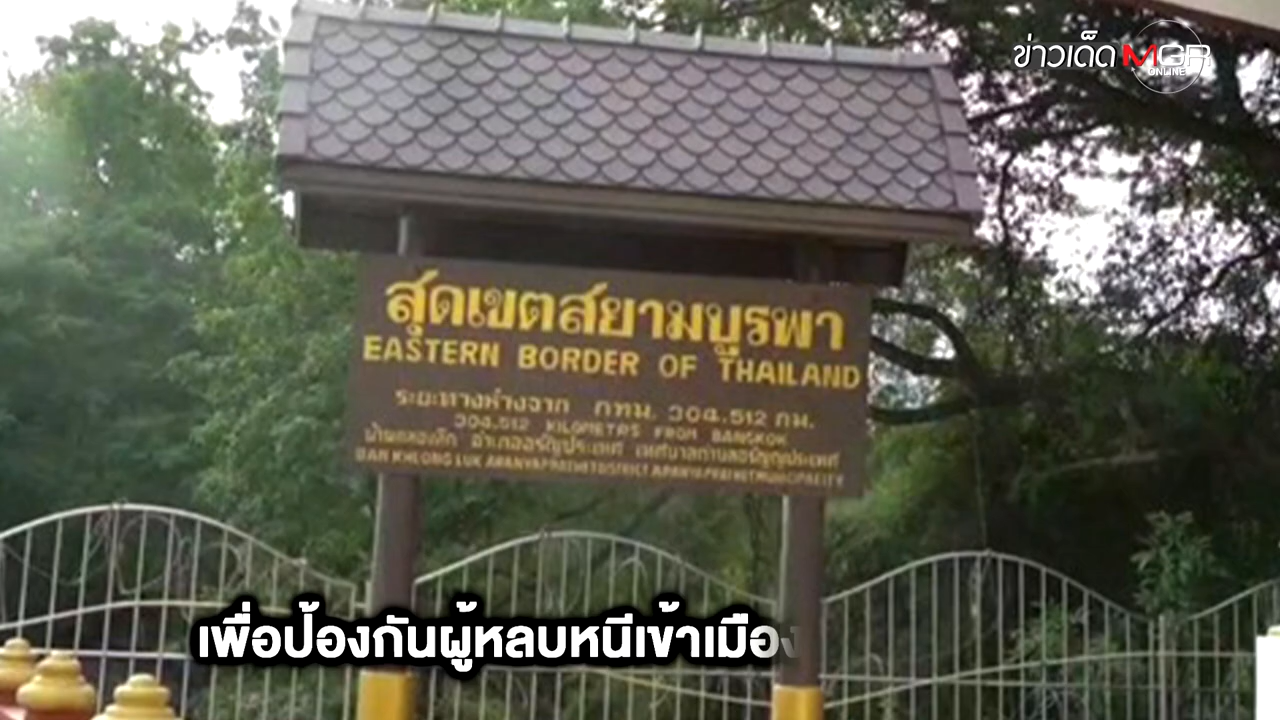 ข่าวเด็ด MGR
ONLINE
สุดเขตสยามบูรพา
EASTERN BORDER OF THAILAND
ระยะทางห่างจาก กทม. 304.512 กม.
304.512 KILOMETRS FROM BANGKOK
บ้านคลองลึก อำเภออรัญประเทศ เทศบาลตำบลอรัญญประเทศ
BAN KHLONG LUK ARANYAPRATHET DISTRICT ARANYAPRATHET
เพื่อป้องกันผู้หลบหนีเข้าเมือง